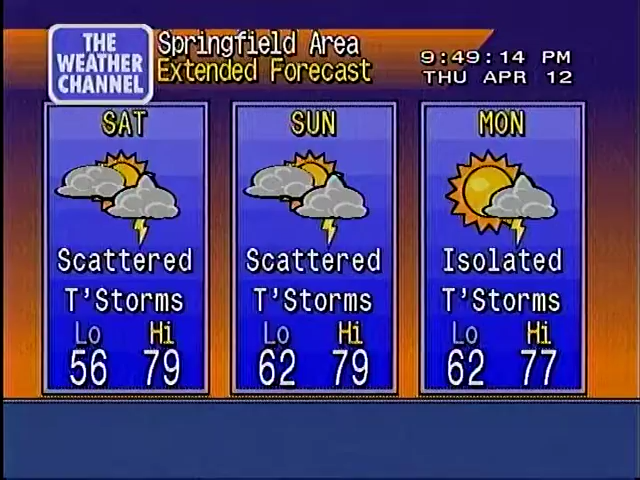 THE
WEATHER
CHANNEL
Springfield Area
Extended Forecast
9:49:14 PM
THU APR 12
SAT
Scattered
T'Storms
Lo Hi
56 79
SUN
Scattered
T'Storms
Lo Hi
62 79
MON
Isolated
T'Storms
Lo Hi
62 77